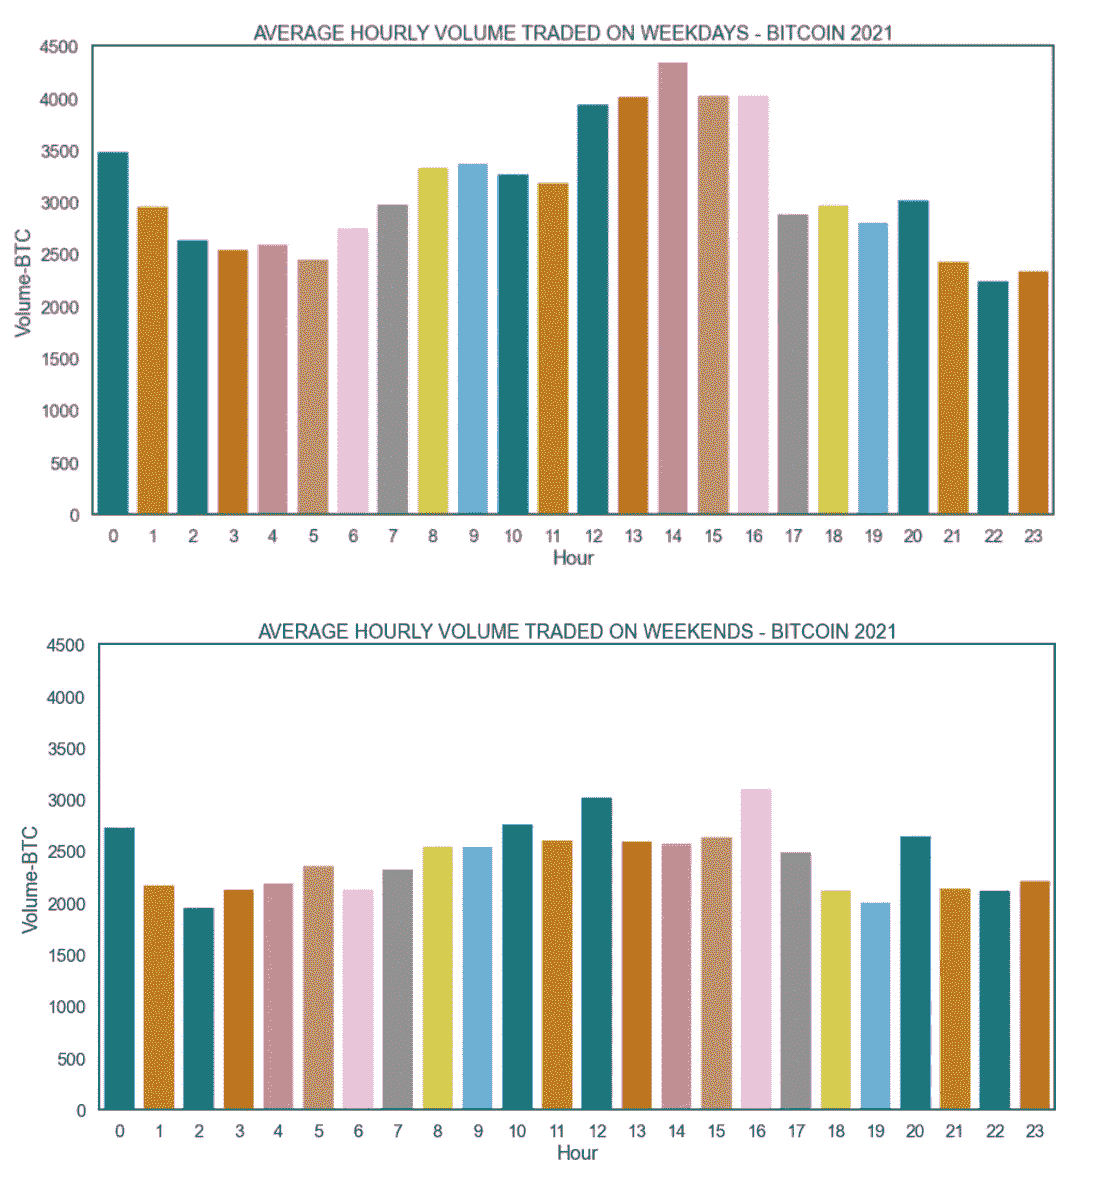 AVERAGE HOURLY VOLUME TRADED ON WEEKDAYS - BITCOIN 2021
4500
4000
3500
3000
2500
2000
1500
1000
500
0
Volume-BTC
0 1 2 3 4 5 6 7 8 9 10 11 12 13 14 15 16 17 18 19 20 21 22 23
Hour
AVERAGE HOURLY VOLUME TRADED ON WEEKENDS - BITCOIN 2021
4500
4000
3500
3000
2500
2000
1500
1000
500
0
Volume-BTC
0 1 2 3 4 5 6 7 8 9 10 11 12 13 14 15 16 17 18 19 20 21 22 23
Hour